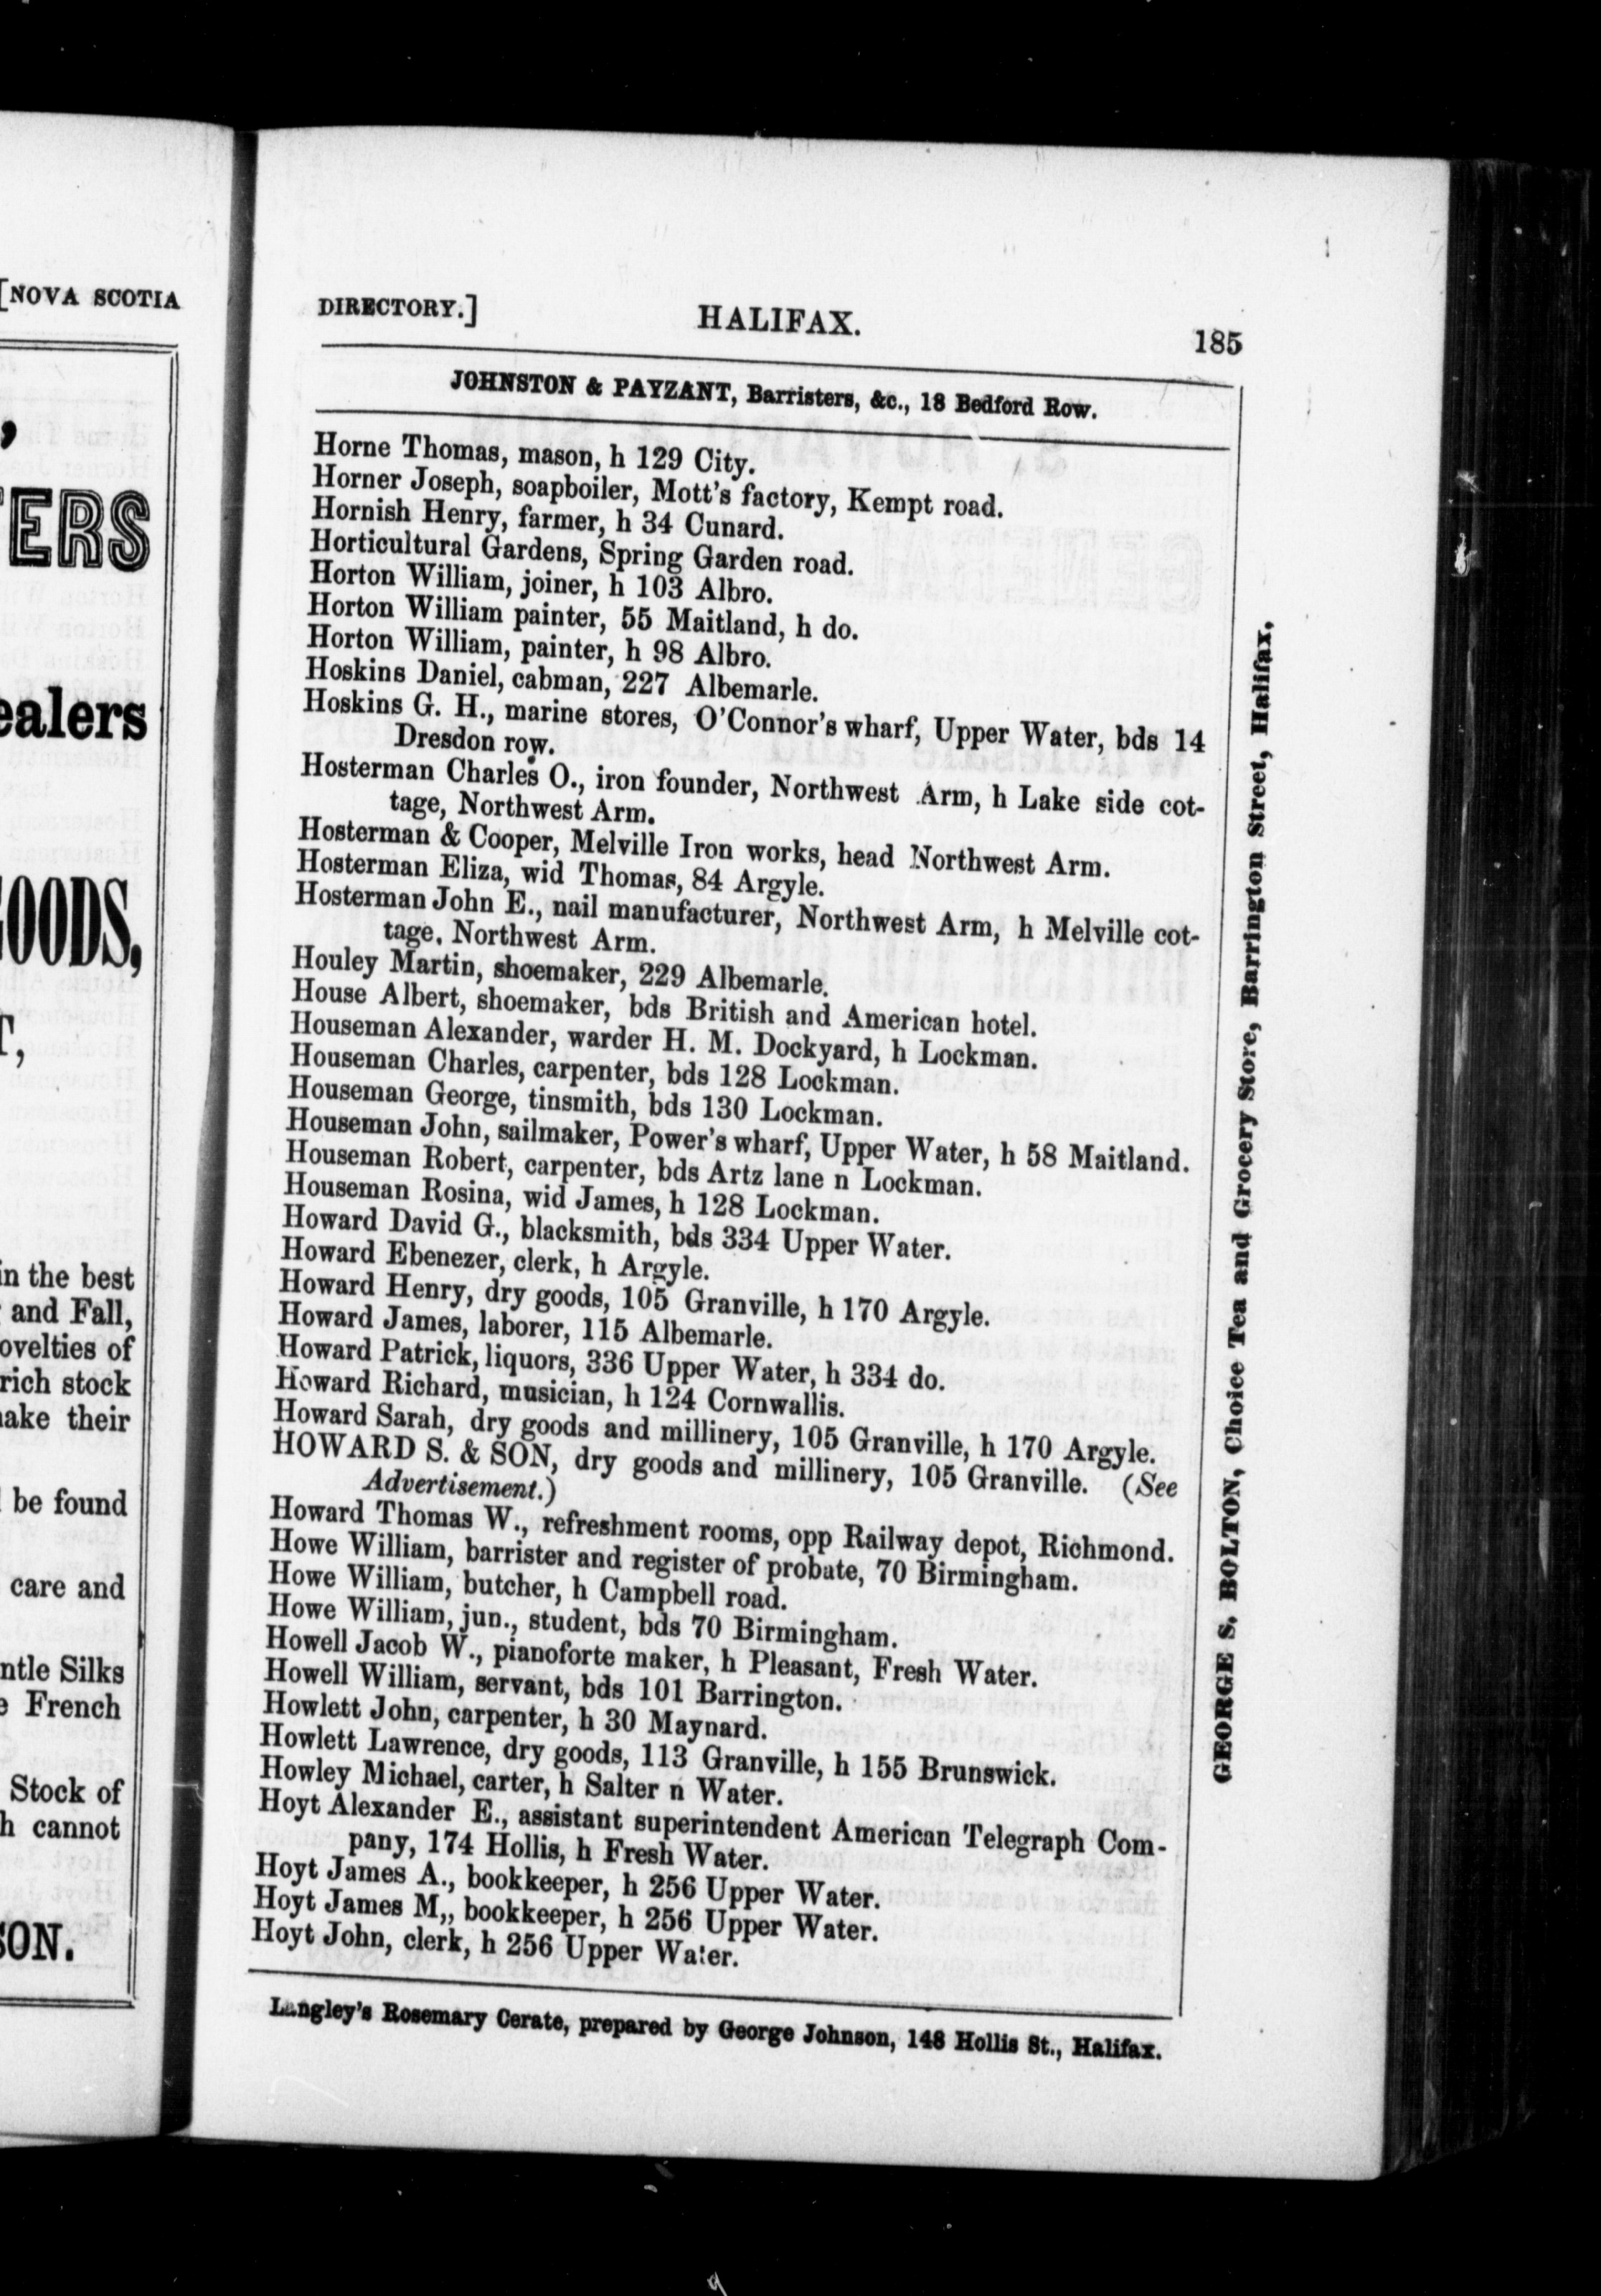 [NOVA SCOTIA
,
ERS
ealers
GOODS,
T,
in the best
and Fall,
ovelties of
rich stock
ake their
be found
care and
ntle Silks
French
Stock of
h cannot
SON.
DIRECTORY.] HALIFAX. 185
JOHNSTON & PAYZANT, Barristers, &c., 18 Bedford Row.
Horne Thomas, mason, h 129 City.
Horner Joseph, soapboiler, Mott's factory, Kempt road.
Hornish Henry, farmer, h 34 Cunard.
Horticultural Gardens, Spring Garden road.
Horton William, joiner, h 103 Albro.
Horton William painter, 55 Maitland, h do.
Horton William, painter, h 98 Albro.
Hoskins Daniel, cabman, 227 Albemarle.
Hoskins G. H., marine stores, O'Connor's wharf, Upper Water, bds 14
Dresdon row.
Hosterman Charles O., iron founder, Northwest Arm, h Lake side cot-
tage, Northwest Arm.
Hosterman & Cooper, Melville Iron works, head Northwest Arm.
Hosterman Eliza, wid Thomas, 84 Argyle.
Hosterman John E., nail manufacturer, Northwest Arm, h Melville cot-
tage, Northwest Arm.
Houley Martin, shoemaker, 229 Albemarle.
House Albert, shoemaker, bds British and American hotel.
Houseman Alexander, warder H. M. Dockyard, h Lockman.
Houseman Charles, carpenter, bds 128 Lockman.
Houseman George, tinsmith, bds 130 Lockman.
Houseman John, sailmaker, Power's wharf, Upper Water, h 58 Maitland.
Houseman Robert, carpenter, bds Artz lane n Lockman.
Houseman Rosina, wid James, h 128 Lockman.
Howard David G., blacksmith, bds 334 Upper Water.
Howard Ebenezer, clerk, h Argyle.
Howard Henry, dry goods, 105 Granville, h 170 Argyle.
Howard James, laborer, 115 Albemarle.
Howard Patrick, liquors, 336 Upper Water, h 334 do.
Howard Richard, musician, h 124 Cornwallis.
Howard Sarah, dry goods and millinery, 105 Granville, h 170 Argyle.
HOWARD S. & SON, dry goods and millinery, 105 Granville. (See
Advertisement.)
Howard Thomas W., refreshment rooms, opp Railway depot, Richmond.
Howe William, barrister and register of probate, 70 Birmingham.
Howe William, butcher, h Campbell road.
Howe William, jun., student, bds 70 Birmingham.
Howell Jacob W., pianoforte maker, h Pleasant, Fresh Water.
Howell William, servant, bds 101 Barrington.
Howlett John, carpenter, h 30 Maynard.
Howlett Lawrence, dry goods, 113 Granville, h 155 Brunswick.
Howley Michael, carter, h Salter n Water.
Hoyt Alexander E., assistant superintendent American Telegraph Com-
pany, 174 Hollis, h Fresh Water.
Hoyt James A., bookkeeper, h 256 Upper Water.
Hoyt James M,, bookkeeper, h 256 Upper Water.
Hoyt John, clerk, h 256 Upper Water.
Langley's Rosemary Cerate, prepared by George Johnson, 148 Hollis St., Halifax.
GEORGE S. BOLTON, Choice Tea and Grocery Store, Barrington Street, Halifax,